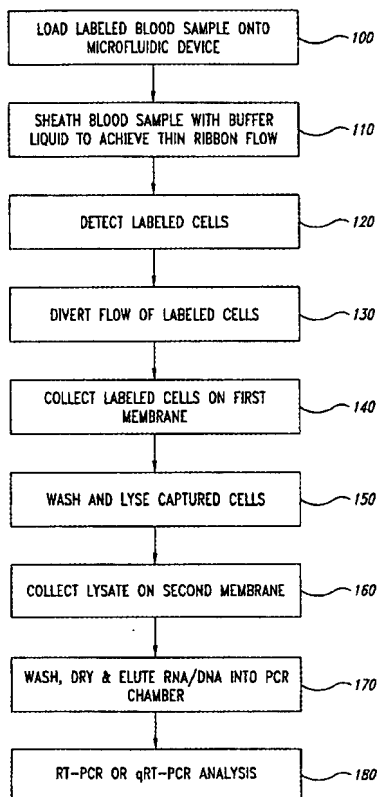 LOAD LABELED BLOOD SAMPLE ONTO
MICROFLUIDIC DEVICE
100
SHEATH BLOOD SAMPLE WITH BUFFER
LIQUID TO ACHIEVE THIN RIBBON FLOW
110
DETECT LABELED CELLS
120
DIVERT FLOW OF LABELED CELLS
130
COLLECT LABELED CELLS ON FIRST
MEMBRANE
140
WASH AND LYSE CAPTURED CELLS
150
COLLECT LYSATE ON SECOND MEMBRANE
160
WASH, DRY & ELUTE RNA/DNA INTO PCR
CHAMBER
170
RT-PCR OR qRT-PCR ANALYSIS
180